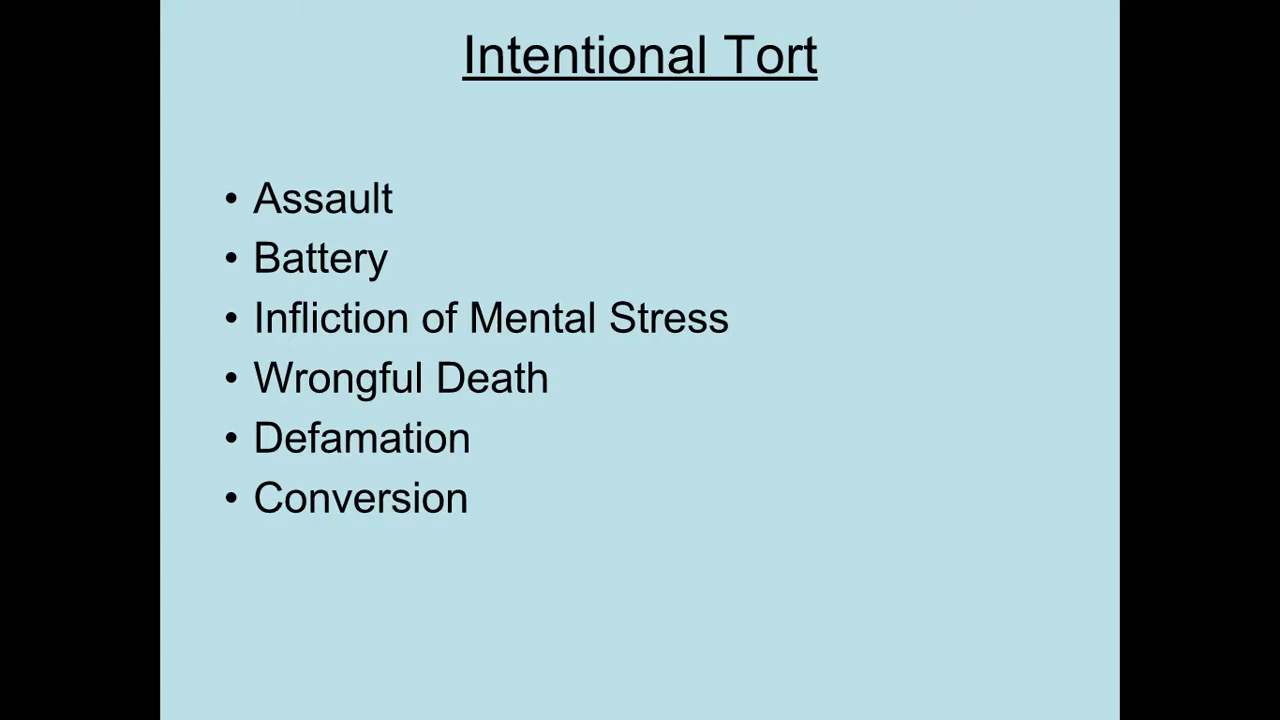 Intentional Tort
• Assault
• Battery
• Infliction of Mental Stress
• Wrongful Death
• Defamation
• Conversion